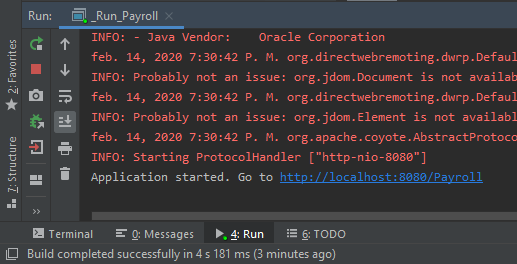 Run: _Run_Payroll
INFO: - Java Vendor:    Oracle Corporation
feb. 14, 2020 7:30:42 P. M. org.directwebremoting.dwrp.Defau
INFO: Probably not an issue: org.jdom.Document is not availab
feb. 14, 2020 7:30:42 P. M. org.directwebremoting.dwrp.Defau
INFO: Probably not an issue: org.jdom.Element is not availabl
feb. 14, 2020 7:30:42 P. M. org.apache.coyote.AbstractProtoco
INFO: Starting ProtocolHandler ["http-nio-8080"]
Application started. Go to http://localhost:8080/Payroll
2: Favorites
7: Structure
>>
Terminal 0: Messages 4: Run 6: TODO
Build completed successfully in 4 s 181 ms (3 minutes ago)